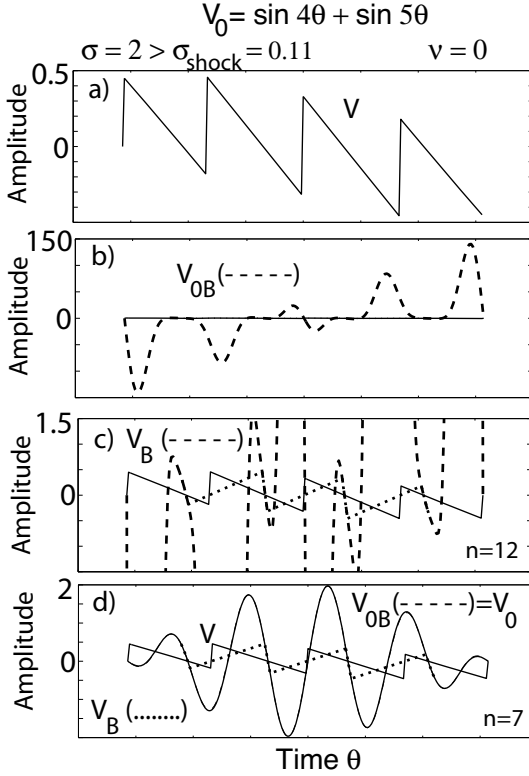 V₀= sin 4θ + sin 5θ
σ = 2 > σshock = 0.11 ν = 0
0.5
a)
V
0
Amplitude
150
b)
V0B (-----)
0
Amplitude
1.5
c) VB (------)
0
n=12
Amplitude
2
d)
V0B(-----)=V0
V
0
VB (........)
n=7
Amplitude
Time θ